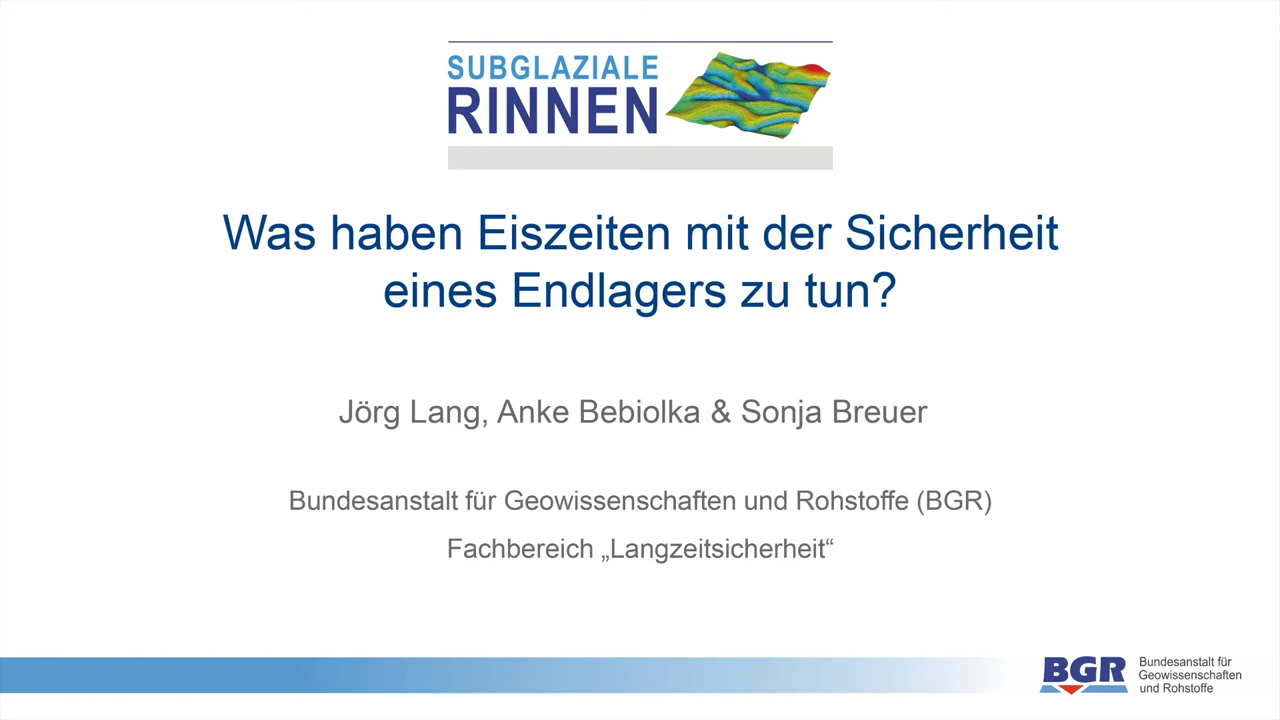 SUBGLAZIALE
RINNEN
Was haben Eiszeiten mit der Sicherheit
eines Endlagers zu tun?
Jörg Lang, Anke Bebiolka & Sonja Breuer
Bundesanstalt für Geowissenschaften und Rohstoffe (BGR)
Fachbereich „Langzeitsicherheit“
BGR
Bundesanstalt für
Geowissenschaften
und Rohstoffe